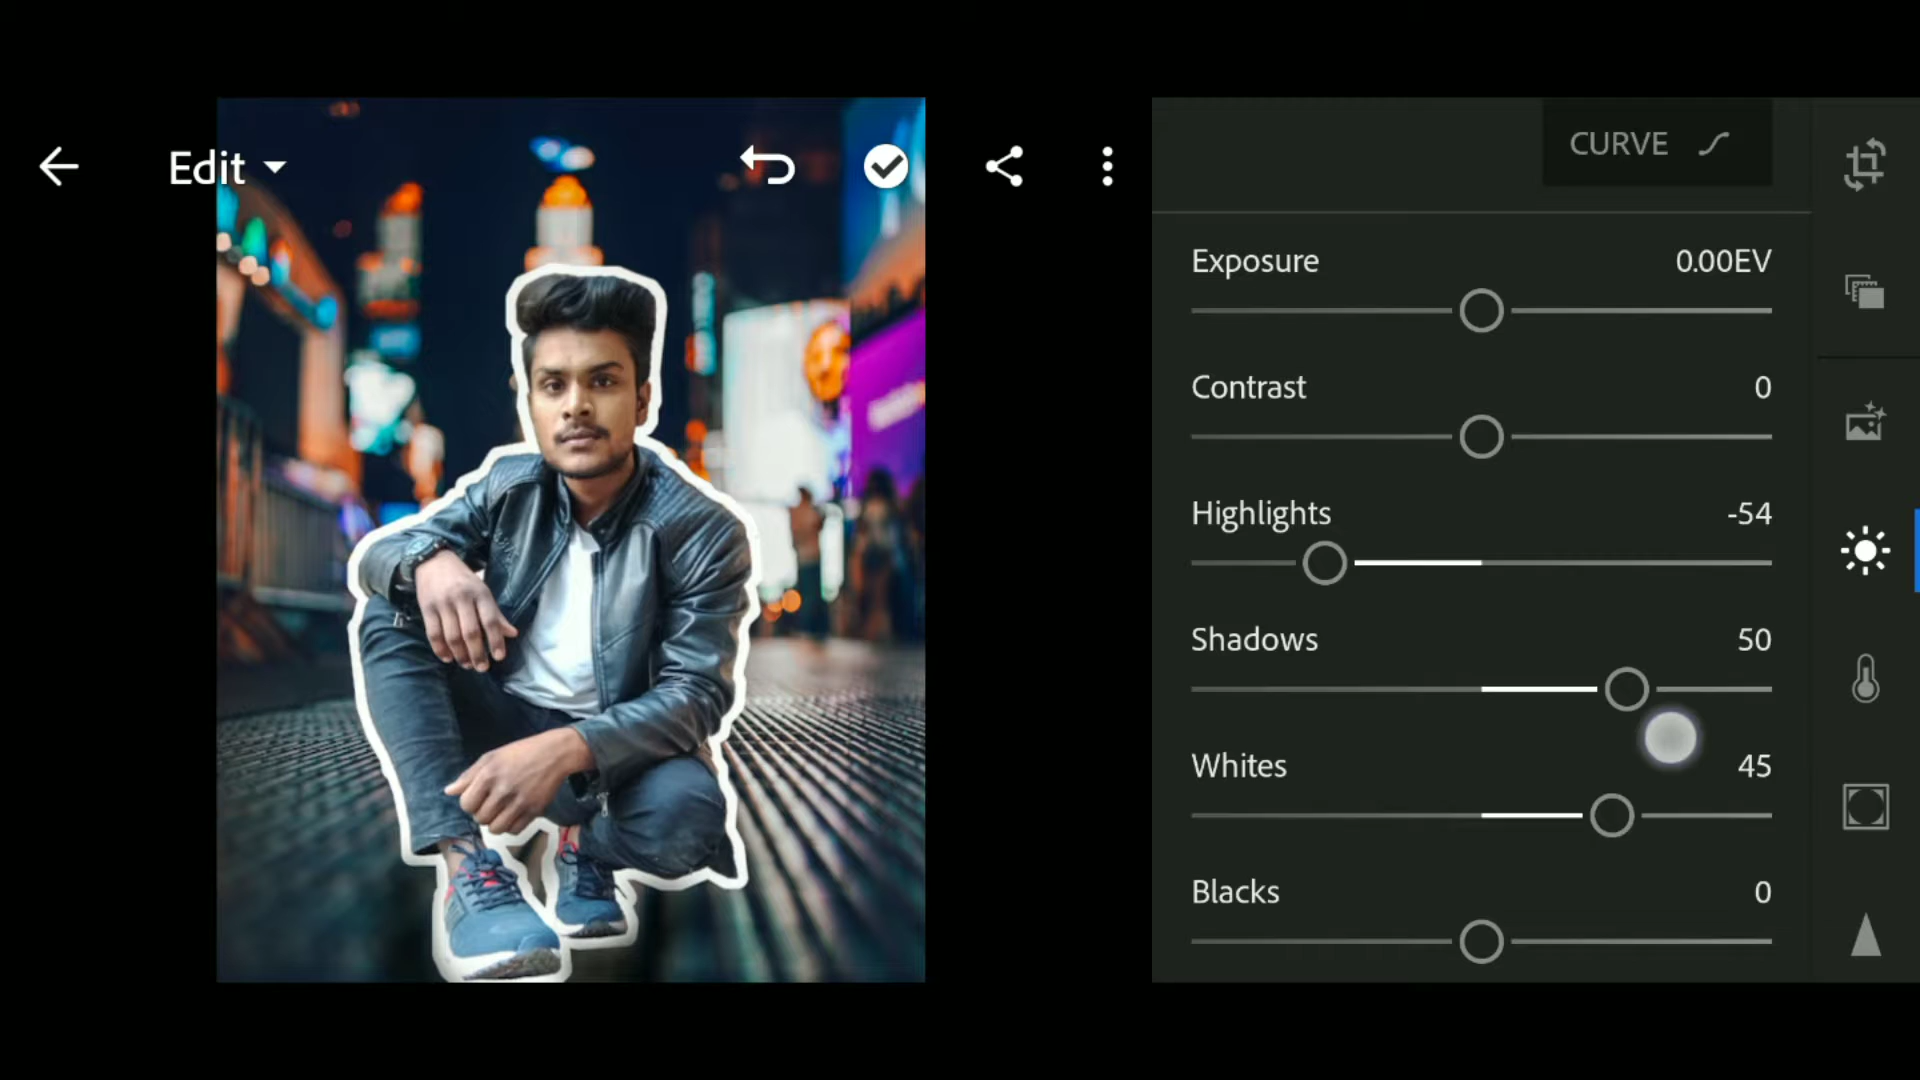 Edit
CURVE
Exposure 0.00EV
Contrast 0
Highlights -54
Shadows 50
Whites 45
Blacks 0